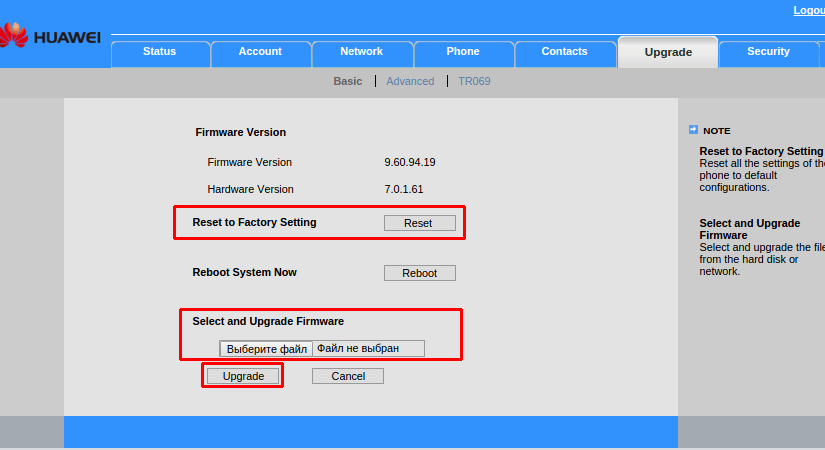 Logou
HUAWEI
Status Account Network Phone Contacts Upgrade Security
Basic Advanced TR069
Firmware Version
Firmware Version 9.60.94.19
Hardware Version 7.0.1.61
Reset to Factory Setting Reset
Reboot System Now Reboot
Select and Upgrade Firmware
Выберите файл Файл не выбран
Upgrade Cancel
NOTE
Reset to Factory Setting
Reset all the settings of the
phone to default
configurations.
Select and Upgrade
Firmware
Select and upgrade the file
from the hard disk or
network.